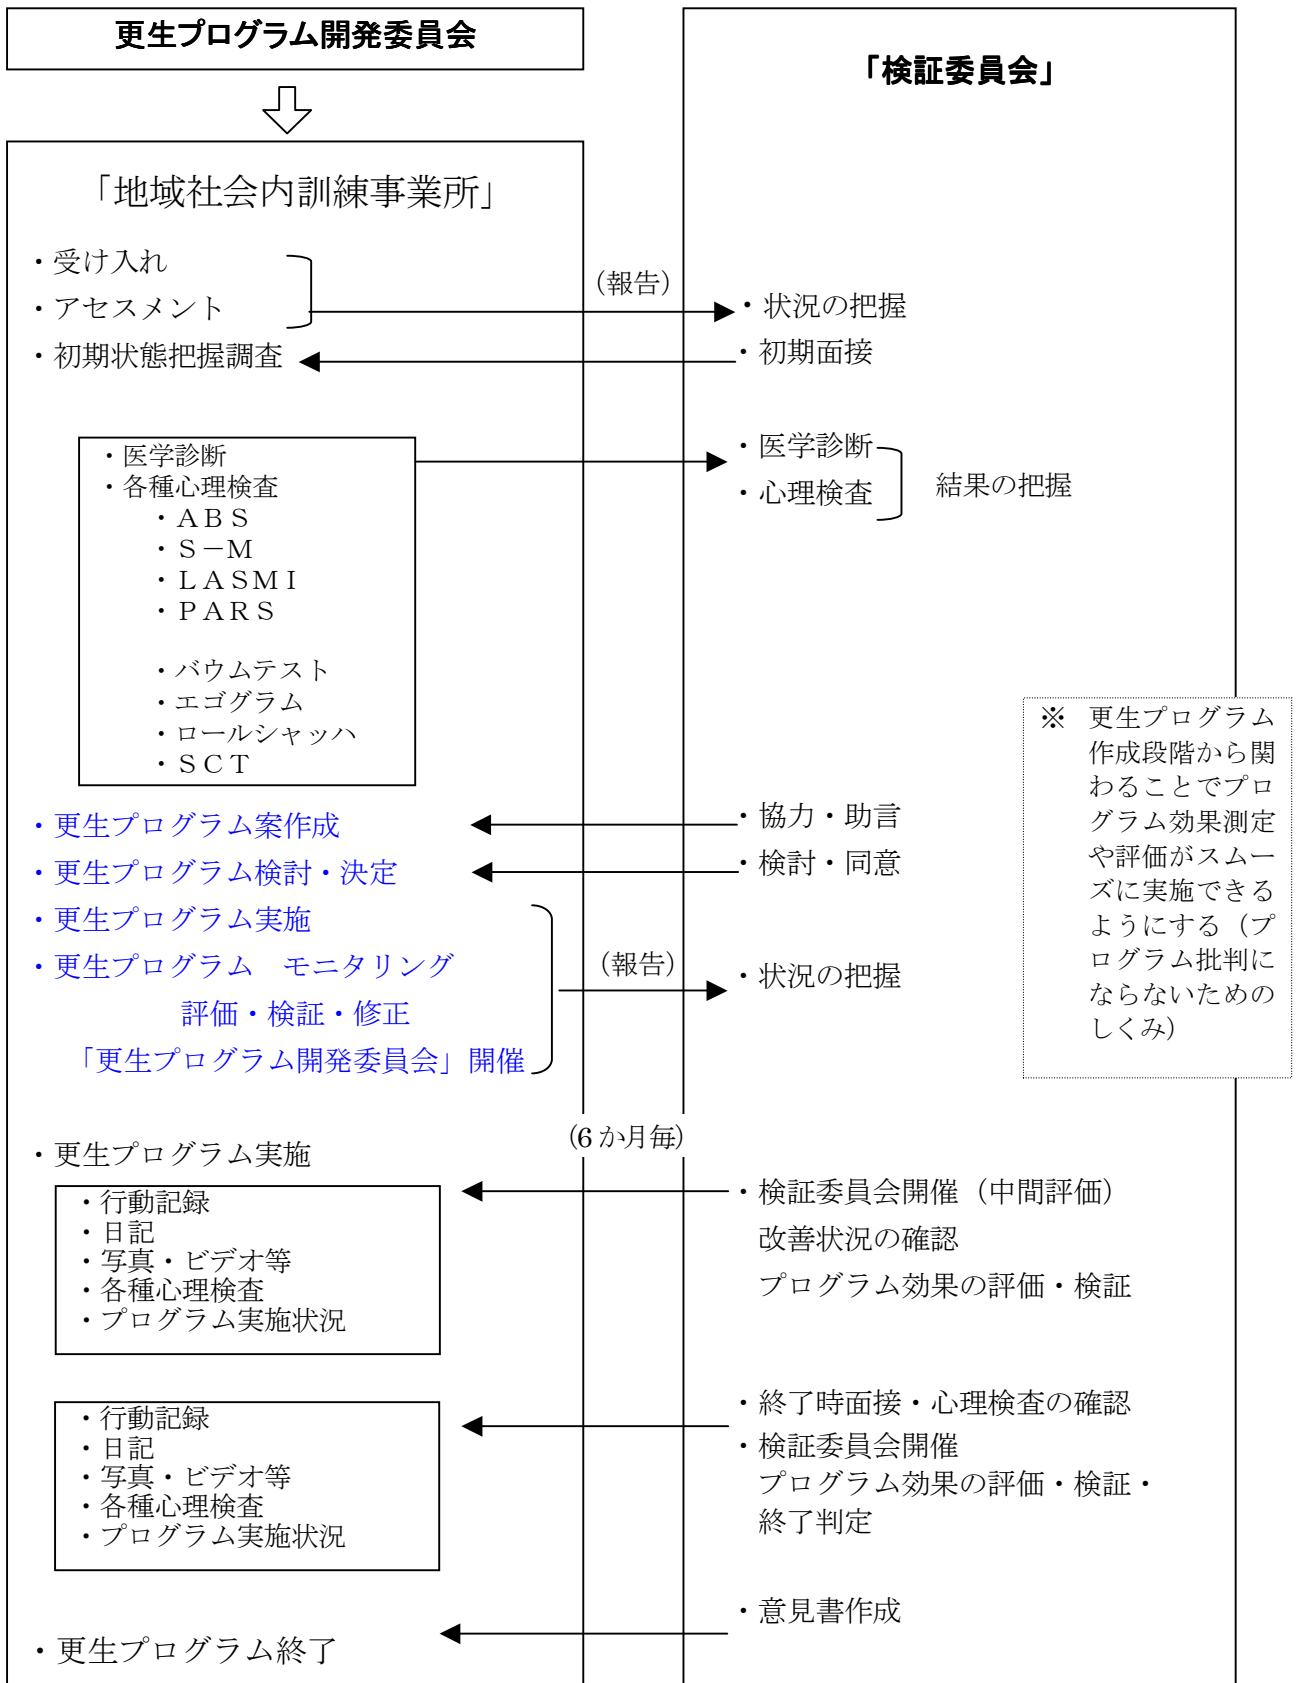 更生プログラム開発委員会
「検証委員会」
「地域社会内訓練事業所」
・受け入れ
・アセスメント
(報告)
・状況の把握
・初期状態把握調査
・初期面接
・医学診断
・各種心理検査
・ＡＢＳ
・Ｓ－Ｍ
・ＬＡＳＭＩ
・ＰＡＲＳ
・バウムテスト
・エゴグラム
・ロールシャッハ
・ＳＣＴ
・医学診断
・心理検査
結果の把握
※ 更生プログラム
作成段階から関
わることでプロ
グラム効果測定
や評価がスムー
ズに実施できる
ようにする（プ
ログラム批判に
ならないための
しくみ）
・更生プログラム案作成
・協力・助言
・更生プログラム検討・決定
・検討・同意
・更生プログラム実施
・更生プログラム　モニタリング
評価・検証・修正
「更生プログラム開発委員会」開催
(報告)
・状況の把握
(6 か月毎)
・更生プログラム実施
・行動記録
・日記
・写真・ビデオ等
・各種心理検査
・プログラム実施状況
・検証委員会開催（中間評価）
改善状況の確認
プログラム効果の評価・検証
・行動記録
・日記
・写真・ビデオ等
・各種心理検査
・プログラム実施状況
・終了時面接・心理検査の確認
・検証委員会開催
プログラム効果の評価・検証・
終了判定
・意見書作成
・更生プログラム終了